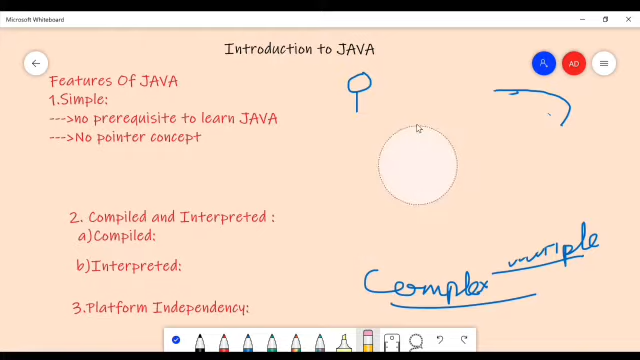 Microsoft Whiteboard
Introduction to JAVA
AD
Features Of JAVA
1.Simple:
--->no prerequisite to learn JAVA
--->No pointer concept
2. Compiled and Interpreted :
a)Compiled:
b)Interpreted:
multiple
Complex
3.Platform Independency: